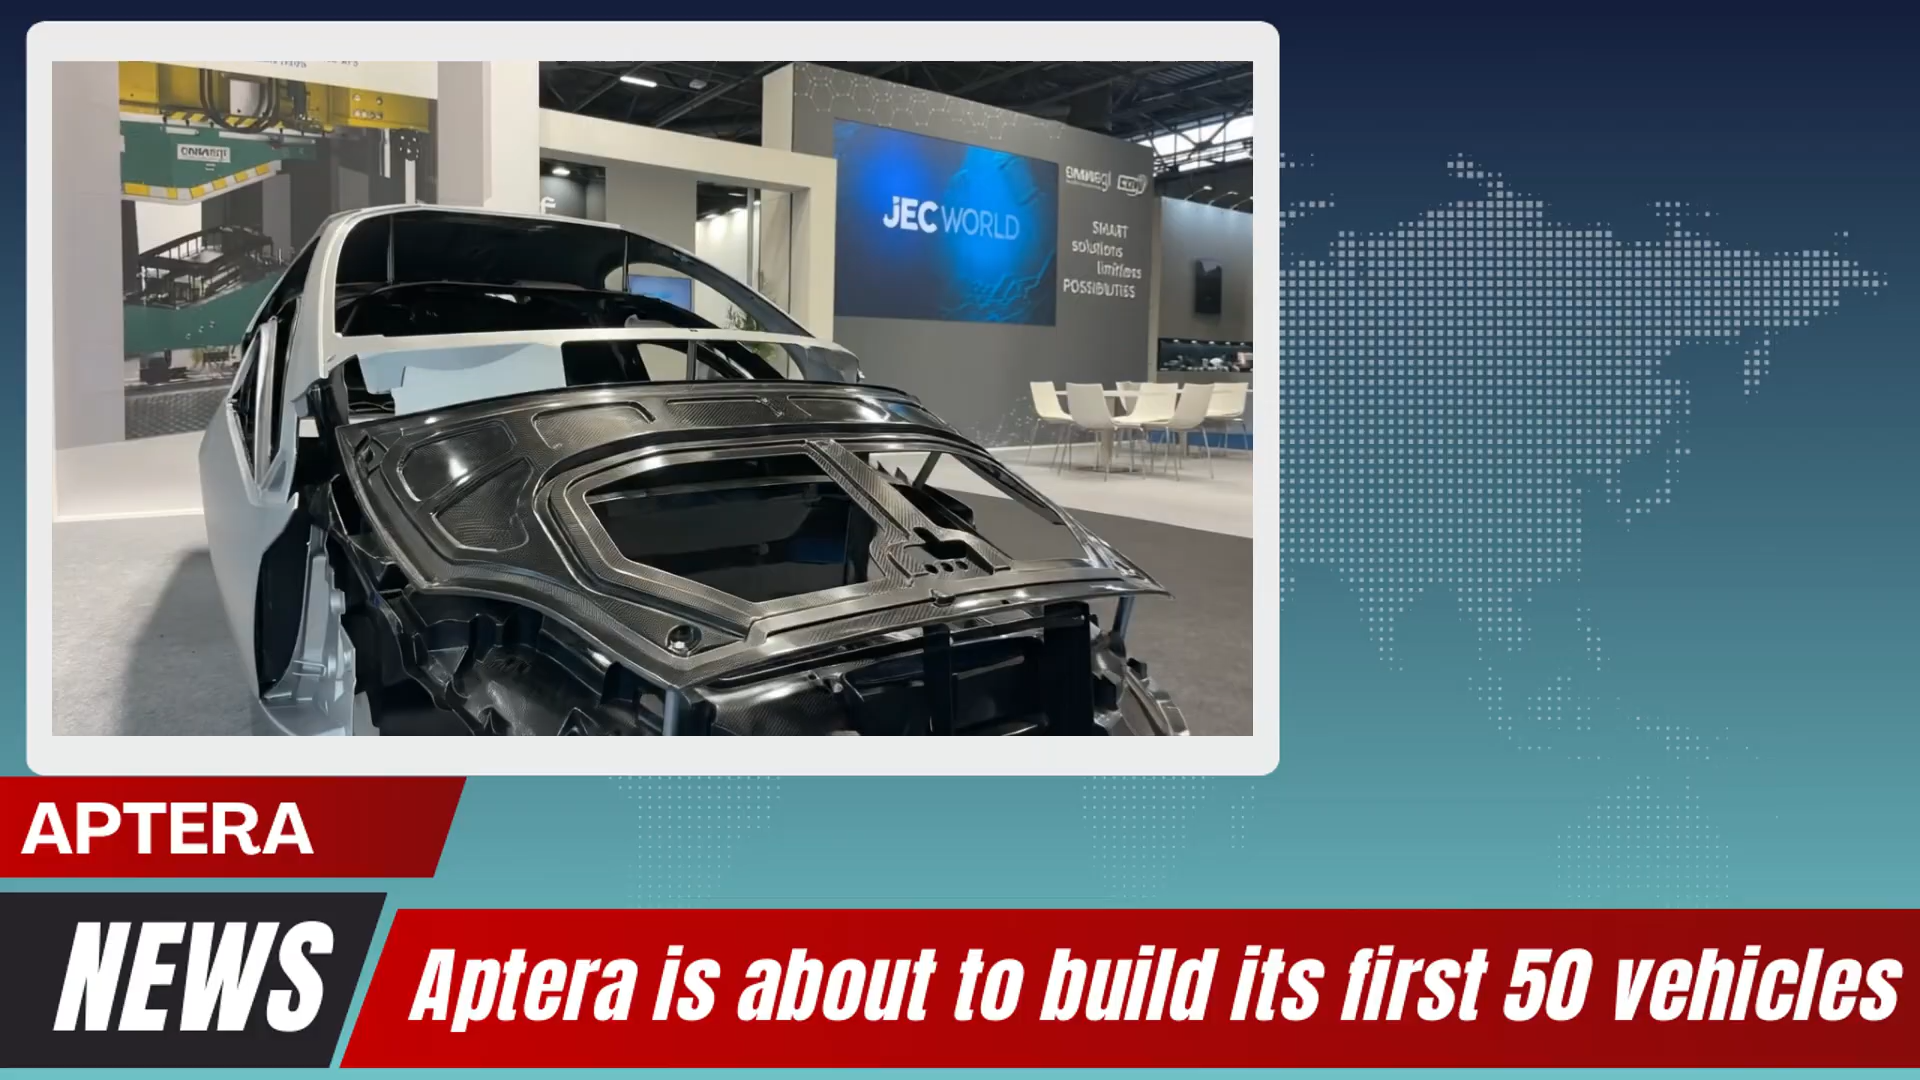 JEC WORLD
SMART
solutions
limitless
POSSIBILITIES
APTERA
NEWS
Aptera is about to build its first 50 vehicles